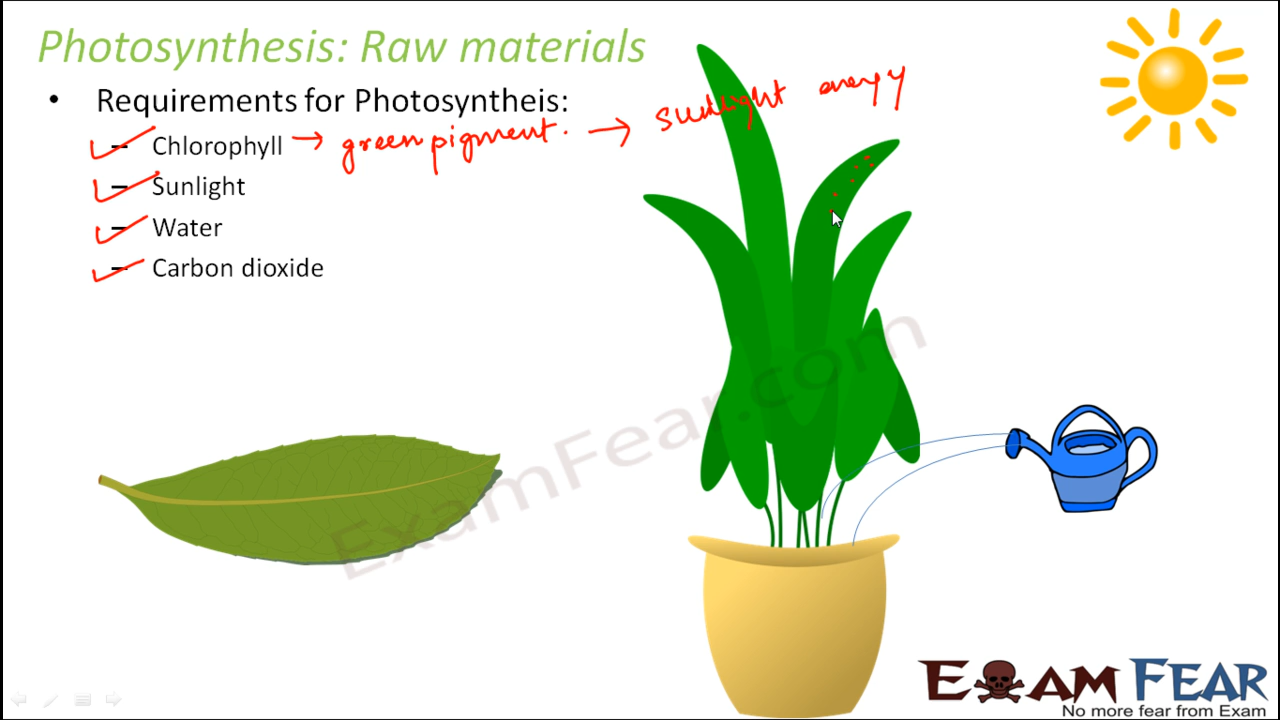 Photosynthesis: Raw materials
• Requirements for Photosyntheis:
– Chlorophyll → green pigment. → sunlight energy
– Sunlight
– Water
– Carbon dioxide
ExamFear.com
EXAM FEAR
No more fear from Exam